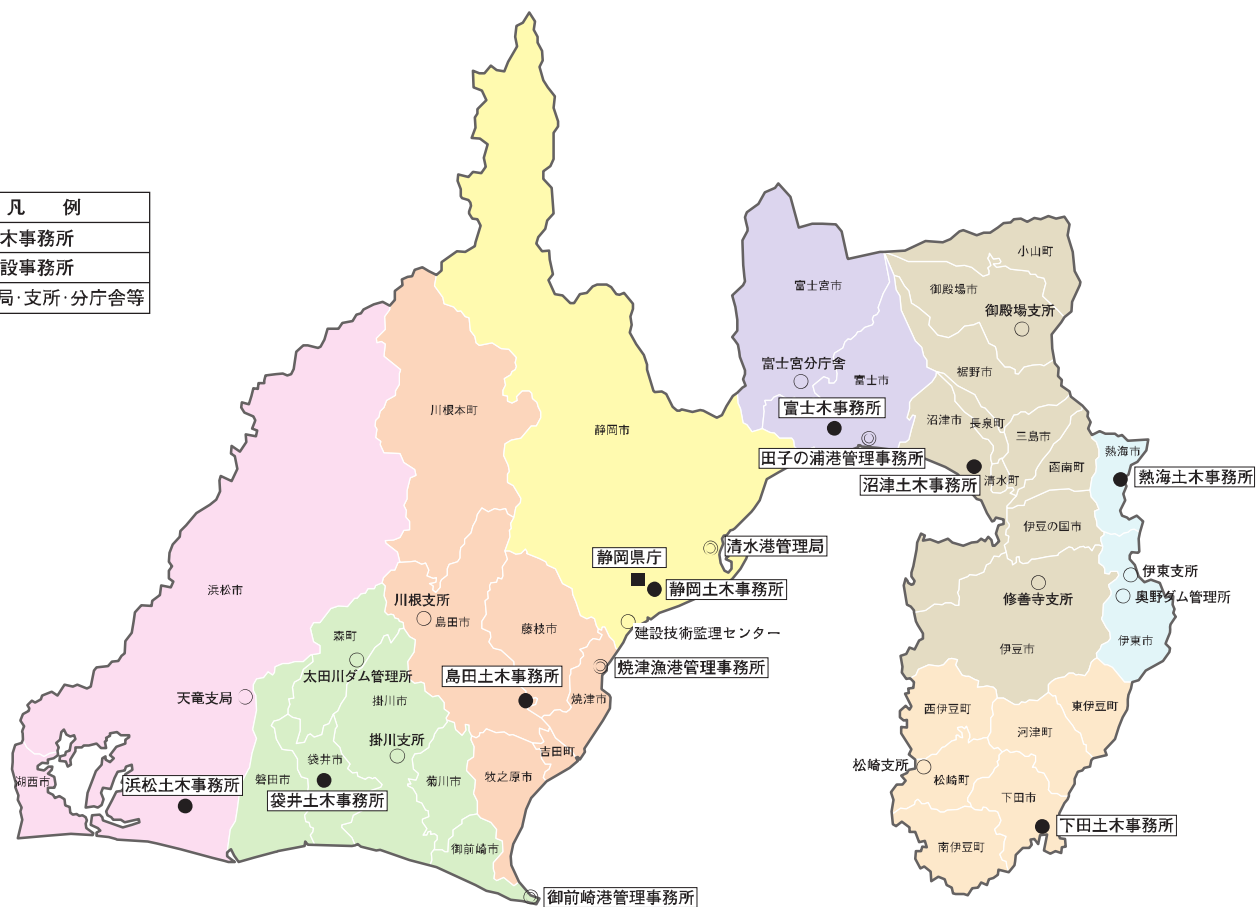 凡　例
木事務所
設事務所
局・支所・分庁舎等
小山町
富士宮市
御殿場市
御殿場支所
富士宮分庁舎
富士市
裾野市
富士木事務所
沼津市
長泉町
三島市
川根本町
静岡市
田子の浦港管理事務所
函南町
熱海市
熱海土木事務所
沼津土木事務所
清水町
伊豆の国市
清水港管理局
静岡県庁
静岡土木事務所
伊東支所
浜松市
川根支所
修善寺支所
奥野ダム管理所
島田市
藤枝市
建設技術監理センター
森町
伊東市
伊豆市
太田川ダム管理所
焼津漁港管理事務所
島田土木事務所
天竜支局
掛川市
焼津市
西伊豆町
東伊豆町
掛川支所
吉田町
河津町
袋井市
湖西市
浜松土木事務所
磐田市
菊川市
牧之原市
松崎支所
松崎町
袋井土木事務所
下田市
下田土木事務所
御前崎市
南伊豆町
御前崎港管理事務所